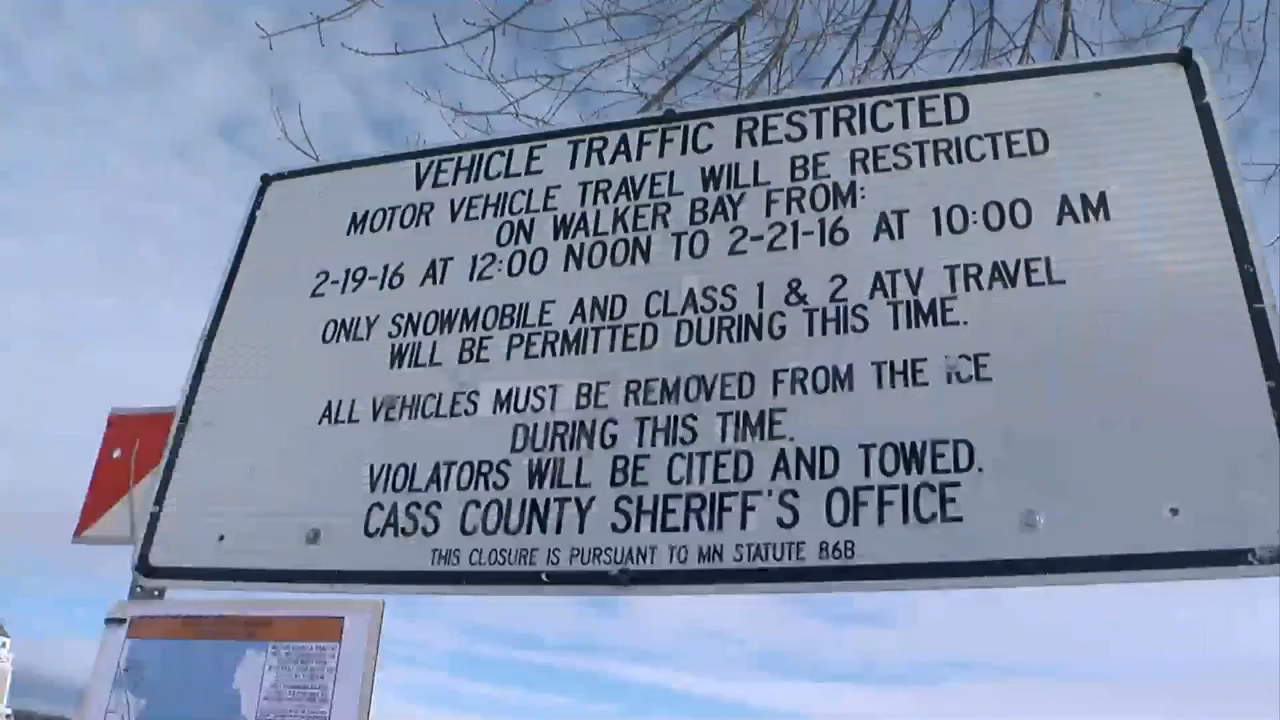 VEHICLE TRAFFIC RESTRICTED
MOTOR VEHICLE TRAVEL WILL BE RESTRICTED
ON WALKER BAY FROM:
2-19-16 AT 12:00 NOON TO 2-21-16 AT 10:00 AM
ONLY SNOWMOBILE AND CLASS 1 & 2 ATV TRAVEL
WILL BE PERMITTED DURING THIS TIME.
ALL VEHICLES MUST BE REMOVED FROM THE ICE
DURING THIS TIME.
VIOLATORS WILL BE CITED AND TOWED.
CASS COUNTY SHERIFF'S OFFICE
THIS CLOSURE IS PURSUANT TO MN STATUTE 86B